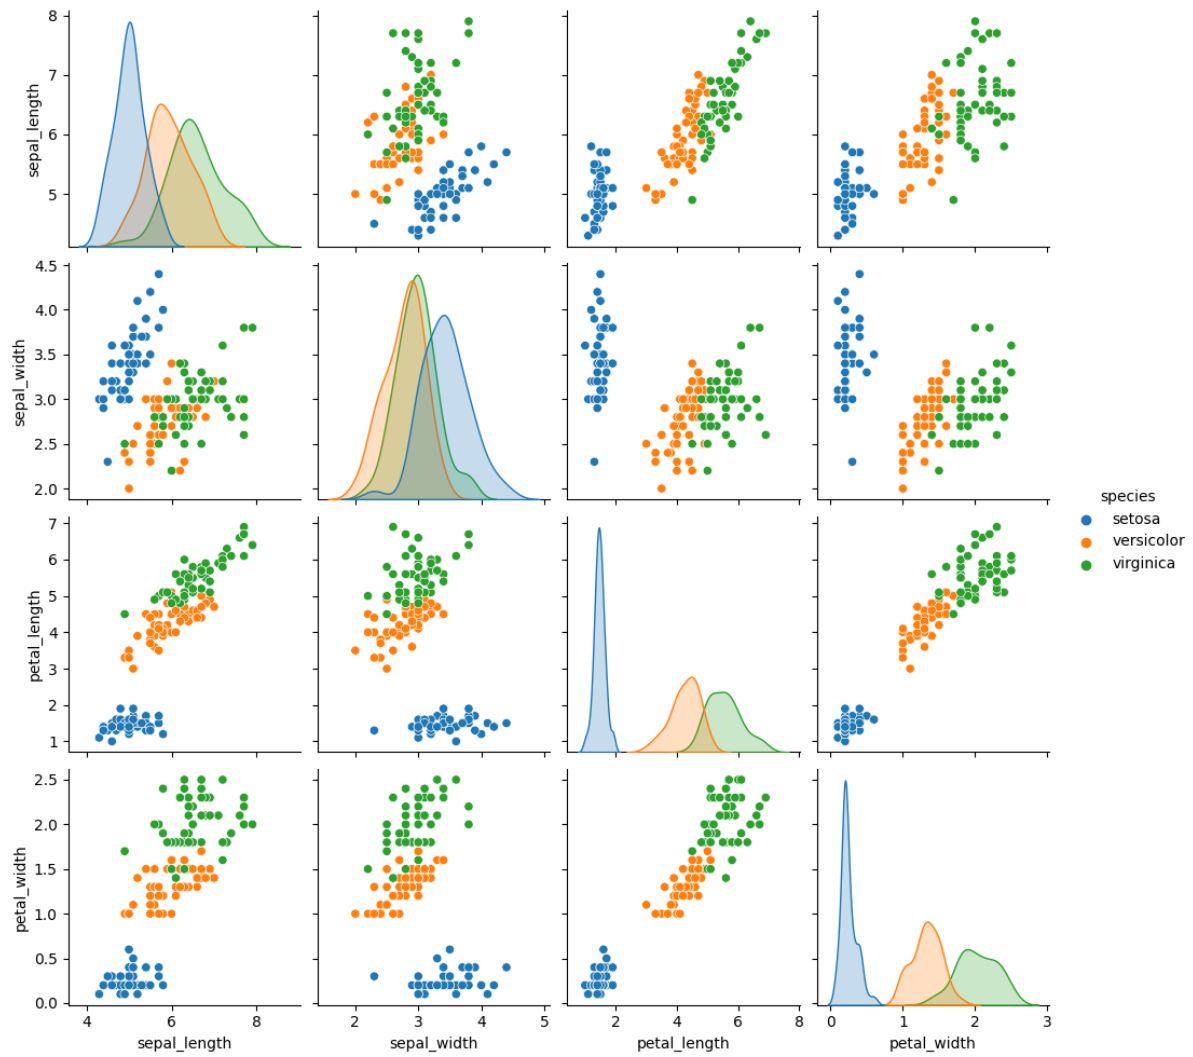 8
7
6
5
sepal_length
4.5
4.0
3.5
3.0
2.5
2.0
sepal_width
species
setosa
versicolor
virginica
7
6
5
4
3
2
1
petal_length
2.5
2.0
1.5
1.0
0.5
0.0
petal_width
4 6 8
2 3 4 5
2 4 6 8
0 1 2 3
sepal_length
sepal_width
petal_length
petal_width